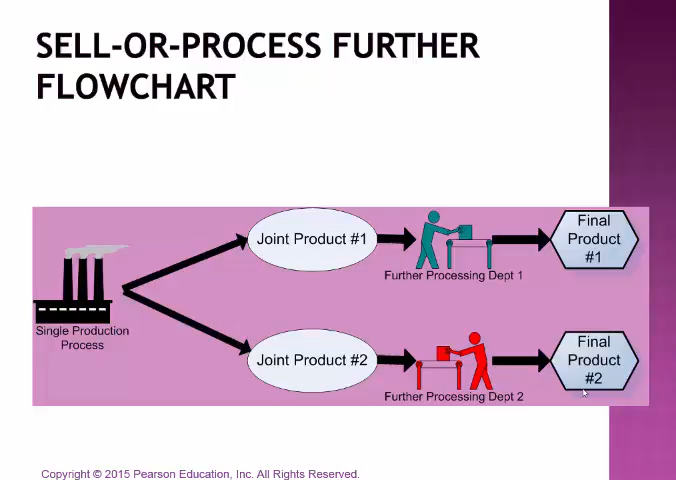 SELL-OR-PROCESS FURTHER
FLOWCHART
Joint Product #1
Further Processing Dept 1
Final
Product
#1
Single Production
Process
Joint Product #2
Further Processing Dept 2
Final
Product
#2
Copyright © 2015 Pearson Education, Inc. All Rights Reserved.